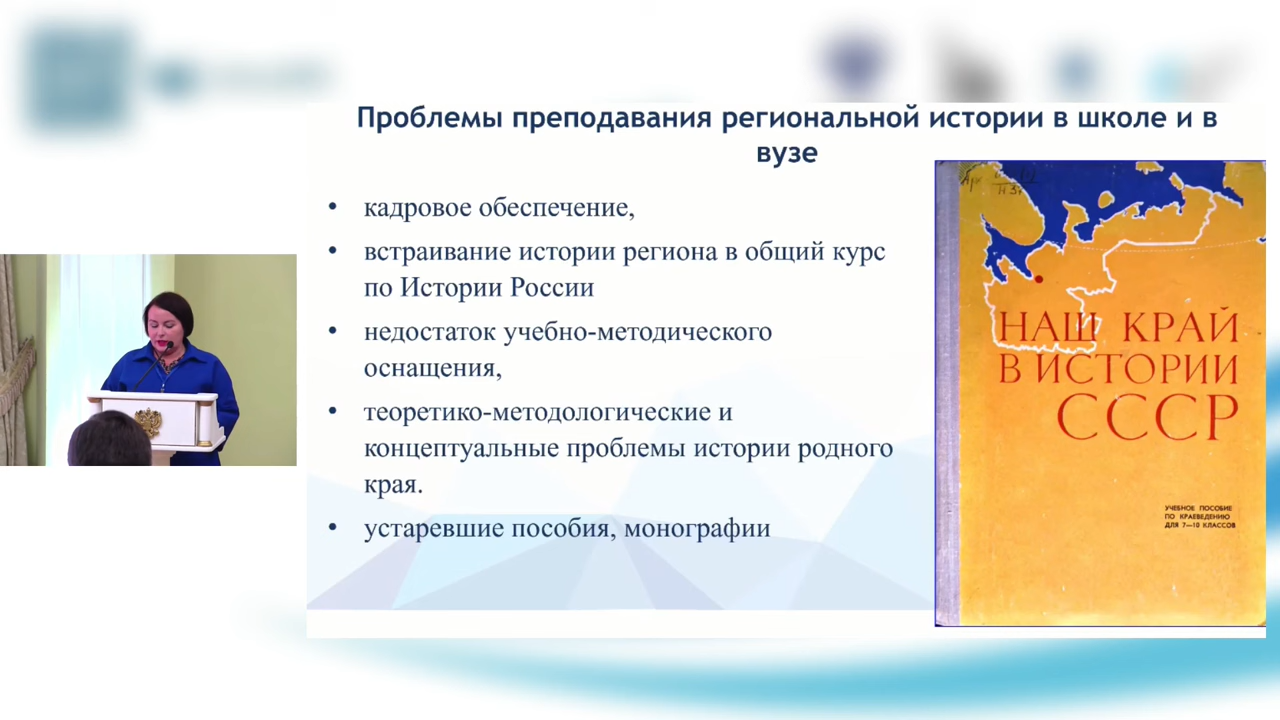 Проблемы преподавания региональной истории в школе и в
вузе
• кадровое обеспечение,
• встраивание истории региона в общий курс
по Истории России
• недостаток учебно-методического
оснащения,
• теоретико-методологические и
концептуальные проблемы истории родного
края.
• устаревшие пособия, монографии
НАШ КРАЙ
В ИСТОРИИ
СССР
УЧЕБНОЕ ПОСОБИЕ
ПО КРАЕВЕДЕНИЮ
ДЛЯ 7—10 КЛАССОВ